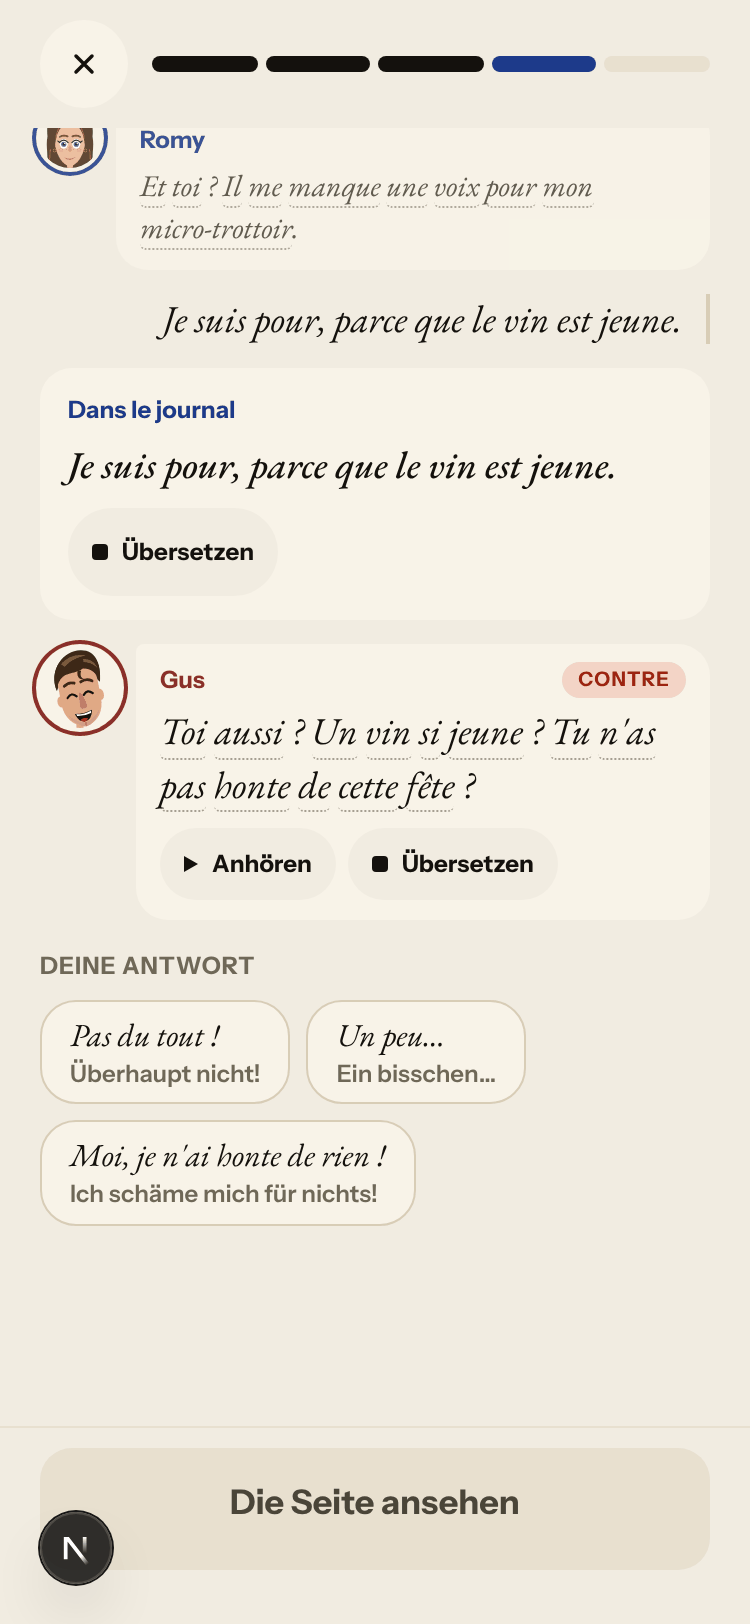 Romy
Et toi ? Il me manque une voix pour mon
micro-trottoir.
Je suis pour, parce que le vin est jeune.
Dans le journal
Je suis pour, parce que le vin est jeune.
Übersetzen
Gus
CONTRE
Toi aussi ? Un vin si jeune ? Tu n'as
pas honte de cette fête ?
Anhören
Übersetzen
DEINE ANTWORT
Pas du tout !
Überhaupt nicht!
Un peu...
Ein bisschen...
Moi, je n'ai honte de rien !
Ich schäme mich für nichts!
Die Seite ansehen
N